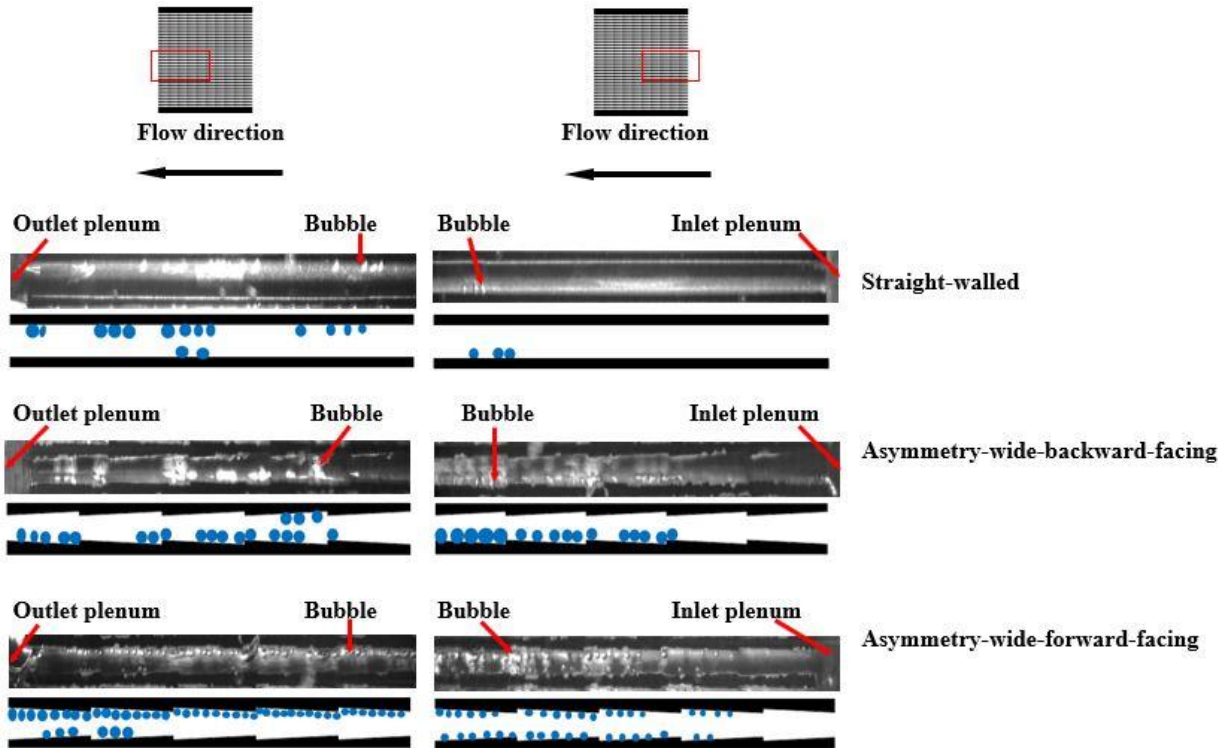 Flow direction
Flow direction
Outlet plenum
Bubble
Bubble
Inlet plenum
Straight-walled
Outlet plenum
Bubble
Bubble
Inlet plenum
Asymmetry-wide-backward-facing
Outlet plenum
Bubble
Bubble
Inlet plenum
Asymmetry-wide-forward-facing